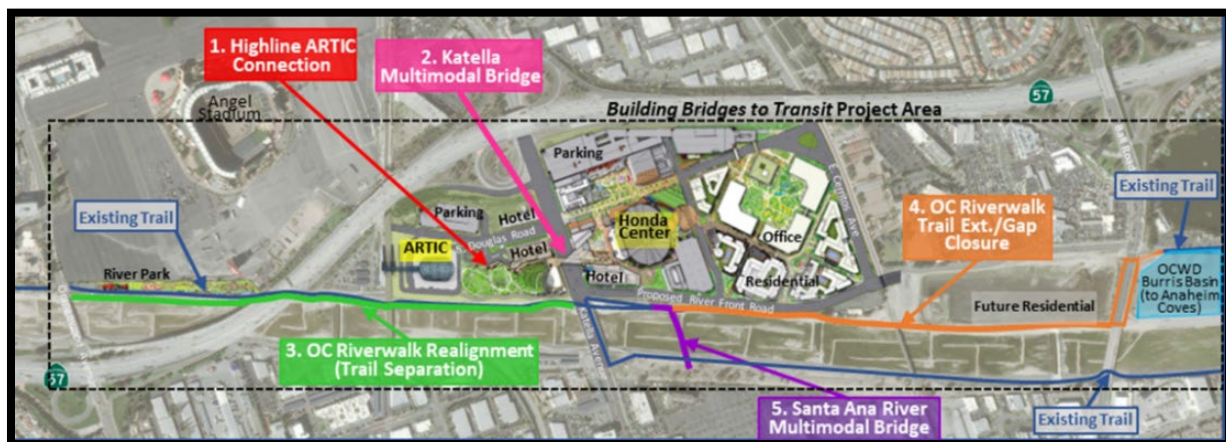 1. Highline ARTIC
Connection
2. Katella
Multimodal Bridge
57
Building Bridges to Transit Project Area
Angel
Stadium
Parking
Existing Trail
Existing Trail
Parking
Hotel
Honda
Center
4. OC Riverwalk
Trail Ext./Gap
Closure
E. Cerritos Ave
Douglas Road
Office
ARTIC
Hotel
OCWD
Burris Basin
(to Anaheim
Coves)
River Park
Hotel
Residential
Proposed River Front Road
Future Residential
Katella Ave
3. OC Riverwalk Realignment
(Trail Separation)
57
5. Santa Ana River
Multimodal Bridge
Existing Trail